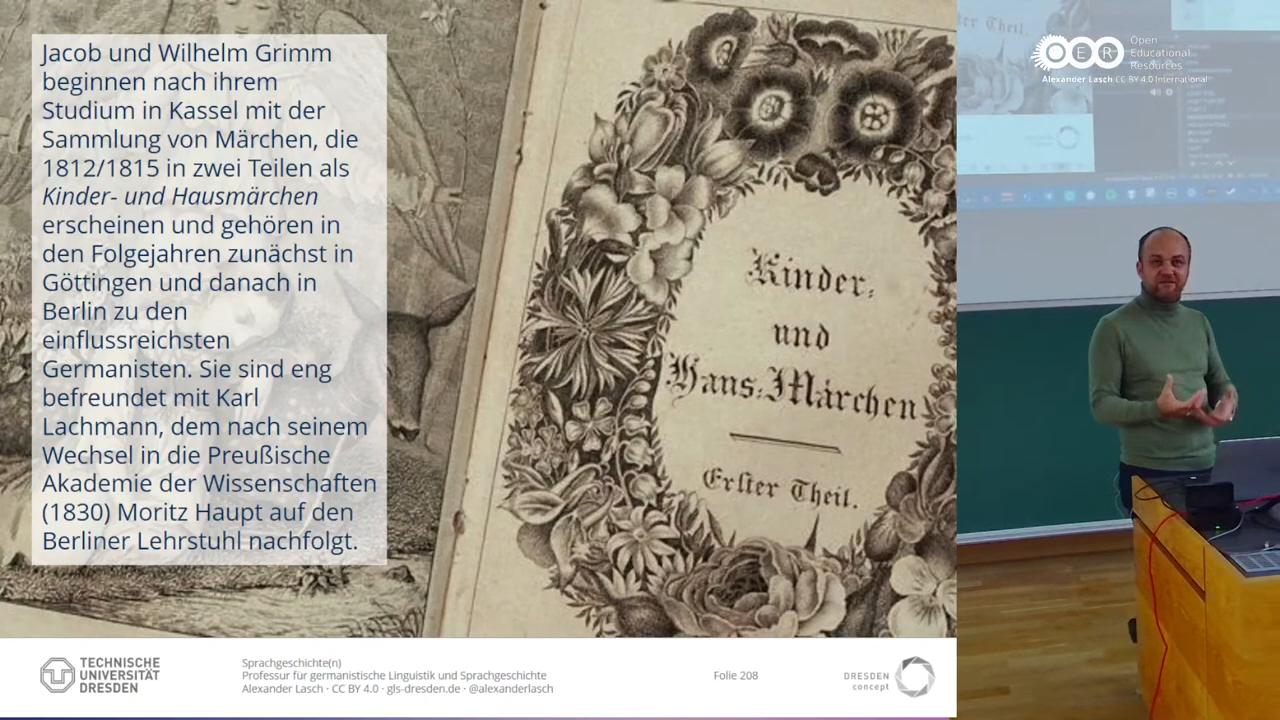 Jacob und Wilhelm Grimm
beginnen nach ihrem
Studium in Kassel mit der
Sammlung von Märchen, die
1812/1815 in zwei Teilen als
Kinder- und Hausmärchen
erscheinen und gehören in
den Folgejahren zunächst in
Göttingen und danach in
Berlin zu den
einflussreichsten
Germanisten. Sie sind eng
befreundet mit Karl
Lachmann, dem nach seinem
Wechsel in die Preußische
Akademie der Wissenschaften
(1830) Moritz Haupt auf den
Berliner Lehrstuhl nachfolgt.
Kinder-
und
Haus-Märchen
Erster Theil.
OER
Open
Educational
Resources
Alexander Lasch CC BY 4.0 International
TECHNISCHE
UNIVERSITÄT
DRESDEN
Sprachgeschichte(n)
Professur für germanistische Linguistik und Sprachgeschichte
Alexander Lasch · CC BY 4.0 · gls-dresden.de · @alexanderlasch
Folie 208
DRESDEN
concept